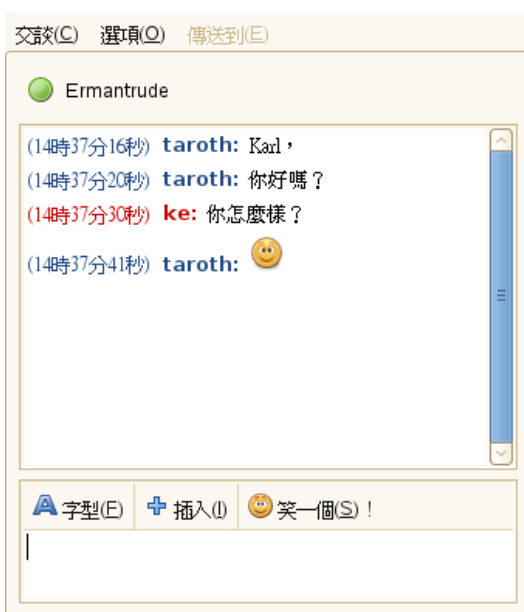 交談(C) 選項(O) 傳送到(E)
Ermantrude
(14時37分16秒) taroth: Karl，
(14時37分20秒) taroth: 你好嗎？
(14時37分30秒) ke: 你怎麼樣？
(14時37分41秒) taroth:
字型(F) 插入(I) 笑一個(S)！